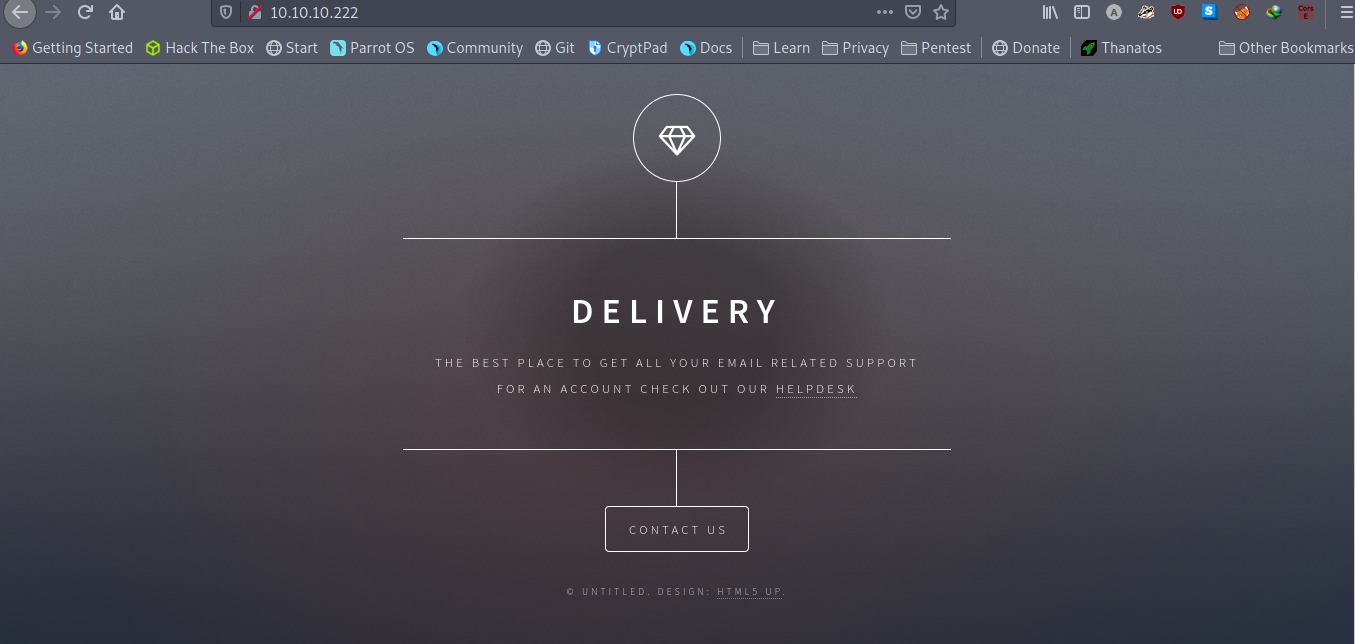 10.10.10.222
Getting Started Hack The Box Start Parrot OS Community Git CryptPad Docs Learn Privacy Pentest Donate Thanatos Other Bookmarks
DELIVERY
THE BEST PLACE TO GET ALL YOUR EMAIL RELATED SUPPORT
FOR AN ACCOUNT CHECK OUT OUR HELPDESK
CONTACT US
© UNTITLED. DESIGN: HTML5 UP.